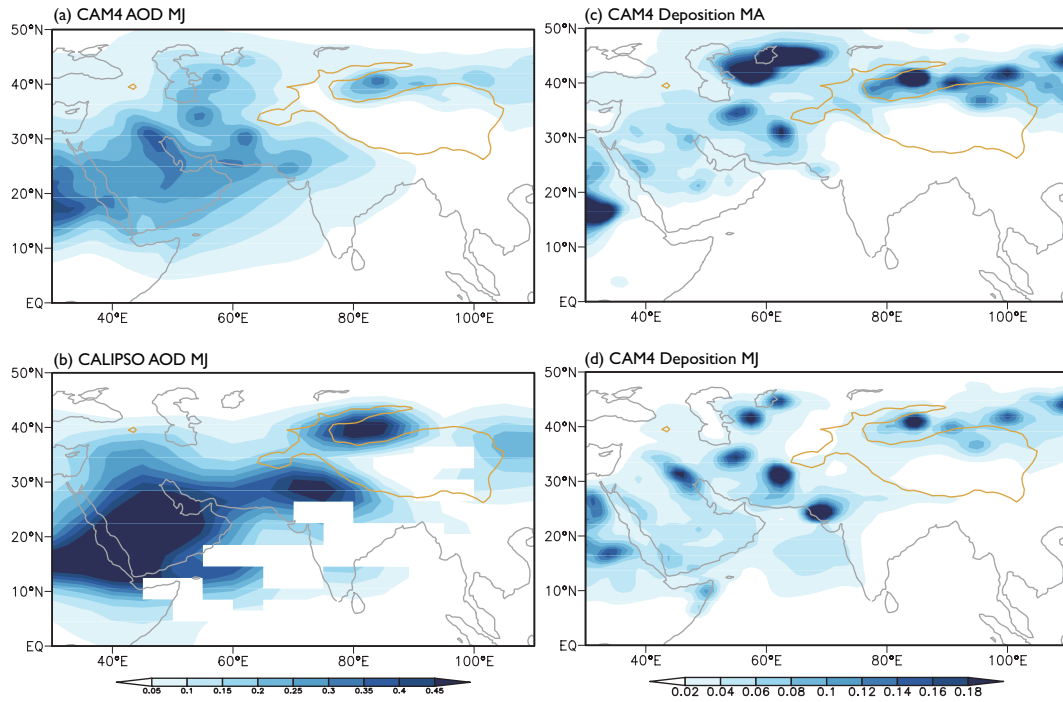 (a) CAM4 AOD MJ
50°N
40°N
30°N
20°N
10°N
EQ
40°E 60°E 80°E 100°E
(c) CAM4 Deposition MA
50°N
40°N
30°N
20°N
10°N
EQ
40°E 60°E 80°E 100°E
(b) CALIPSO AOD MJ
50°N
40°N
30°N
20°N
10°N
EQ
40°E 60°E 80°E 100°E
0.05 0.1 0.15 0.2 0.25 0.3 0.35 0.4 0.45
(d) CAM4 Deposition MJ
50°N
40°N
30°N
20°N
10°N
EQ
40°E 60°E 80°E 100°E
0.02 0.04 0.06 0.08 0.1 0.12 0.14 0.16 0.18